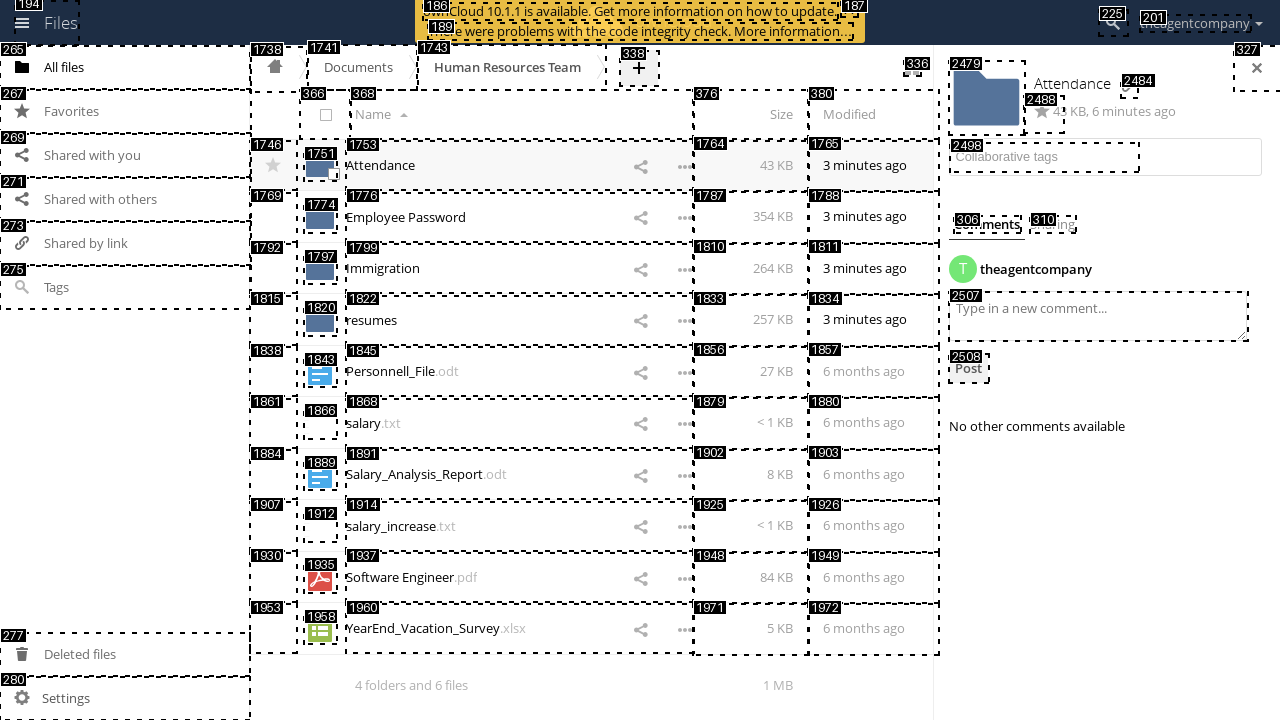 194
Files
186
ownCloud 10.1.1 is available. Get more information on how to update.
187
189
There were problems with the code integrity check. More information…
225
201
theagentcompany
265
All files
267
Favorites
269
Shared with you
271
Shared with others
273
Shared by link
275
Tags
277
Deleted files
280
Settings
1738
1741
Documents
1743
Human Resources Team
338
+
336
327
366
368
Name
376
Size
380
Modified
1746
1751
1753
Attendance
1764
43 KB
1765
3 minutes ago
1769
1774
1776
Employee Password
1787
354 KB
1788
3 minutes ago
1792
1797
1799
Immigration
1810
264 KB
1811
3 minutes ago
1815
1820
1822
resumes
1833
257 KB
1834
3 minutes ago
1838
1843
1845
Personnell_File.odt
1856
27 KB
1857
6 months ago
1861
1866
1868
salary.txt
1879
< 1 KB
1880
6 months ago
1884
1889
1891
Salary_Analysis_Report.odt
1902
8 KB
1903
6 months ago
1907
1912
1914
salary_increase.txt
1925
< 1 KB
1926
6 months ago
1930
1935
1937
Software Engineer.pdf
1948
84 KB
1949
6 months ago
1953
1958
1960
YearEnd_Vacation_Survey.xlsx
1971
5 KB
1972
6 months ago
4 folders and 6 files
1 MB
2479
Attendance
2484
2488
43 KB, 6 minutes ago
2498
Collaborative tags
306
Comments
310
Sharing
T
theagentcompany
2507
Type in a new comment...
2508
Post
No other comments available